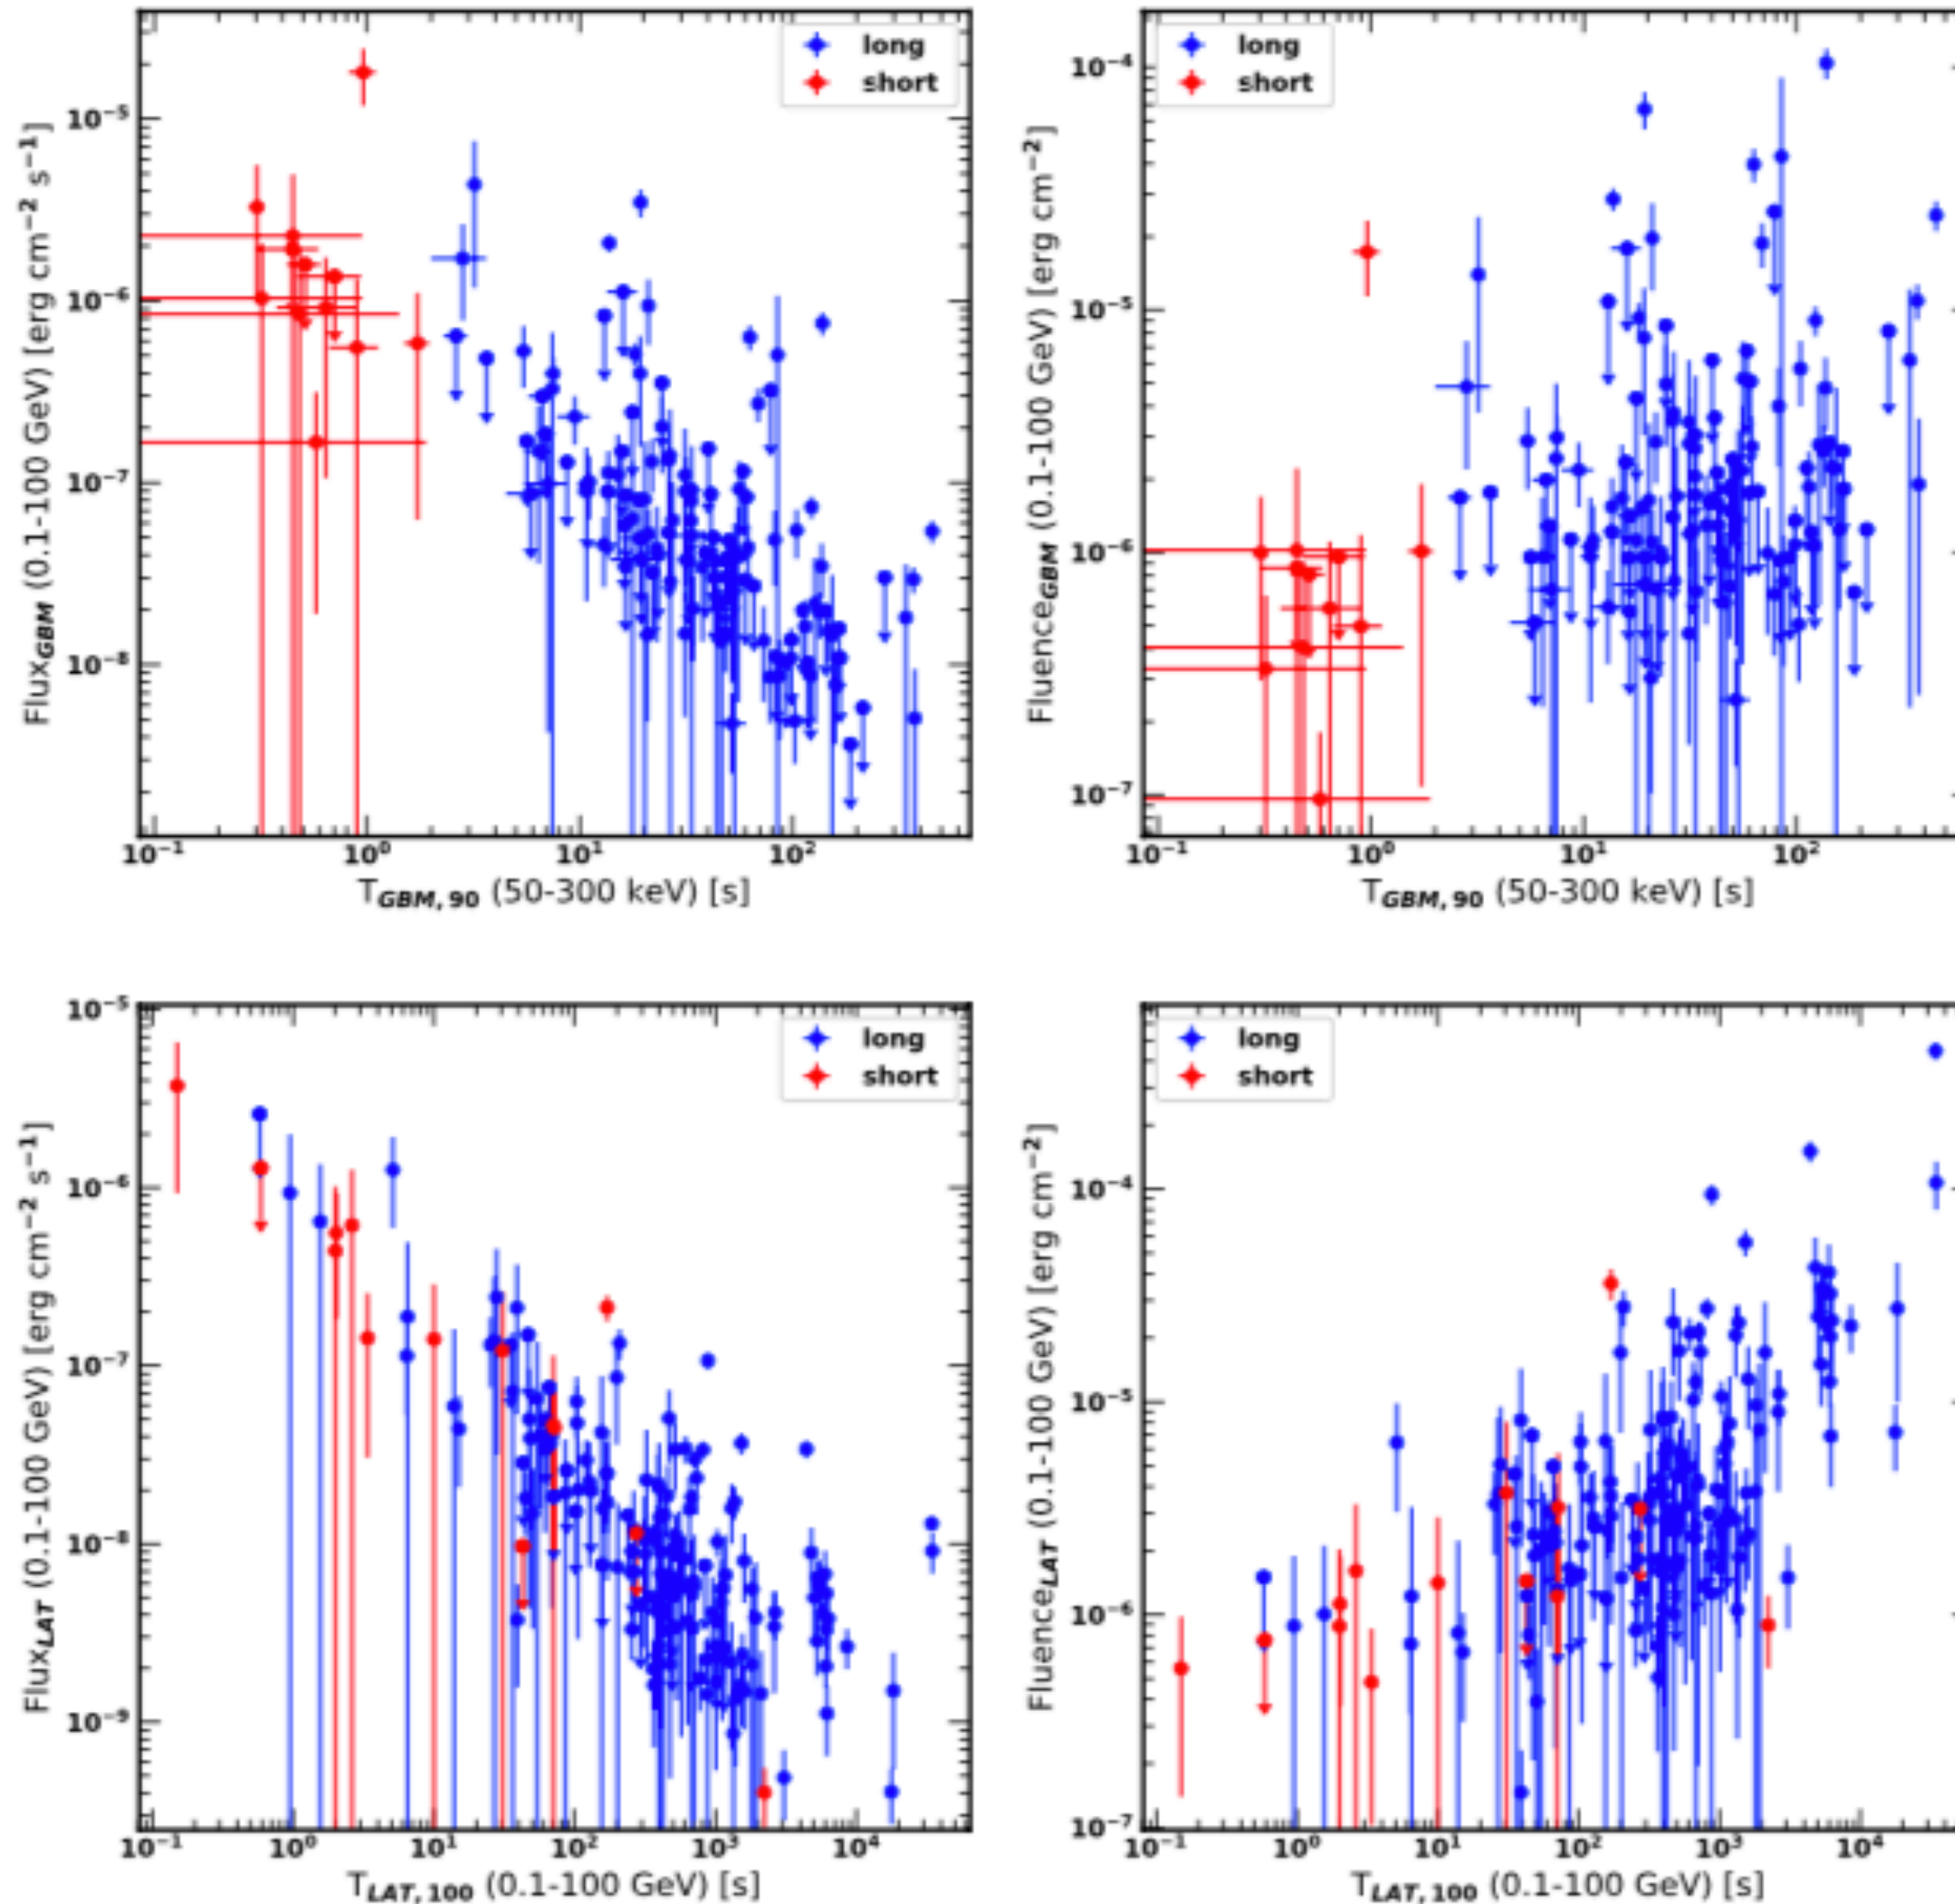 long
short
10⁻⁵
10⁻⁶
10⁻⁷
10⁻⁸
Flux_GBM (0.1-100 GeV) [erg cm⁻² s⁻¹]
10⁻¹ 10⁰ 10¹ 10²
T_GBM, 90 (50-300 keV) [s]
long
short
10⁻⁴
10⁻⁵
10⁻⁶
10⁻⁷
Fluence_GBM (0.1-100 GeV) [erg cm⁻²]
10⁻¹ 10⁰ 10¹ 10²
T_GBM, 90 (50-300 keV) [s]
long
short
10⁻⁵
10⁻⁶
10⁻⁷
10⁻⁸
10⁻⁹
Flux_LAT (0.1-100 GeV) [erg cm⁻² s⁻¹]
10⁻¹ 10⁰ 10¹ 10² 10³ 10⁴
T_LAT, 100 (0.1-100 GeV) [s]
long
short
10⁻⁴
10⁻⁵
10⁻⁶
10⁻⁷
Fluence_LAT (0.1-100 GeV) [erg cm⁻²]
10⁻¹ 10⁰ 10¹ 10² 10³ 10⁴
T_LAT, 100 (0.1-100 GeV) [s]